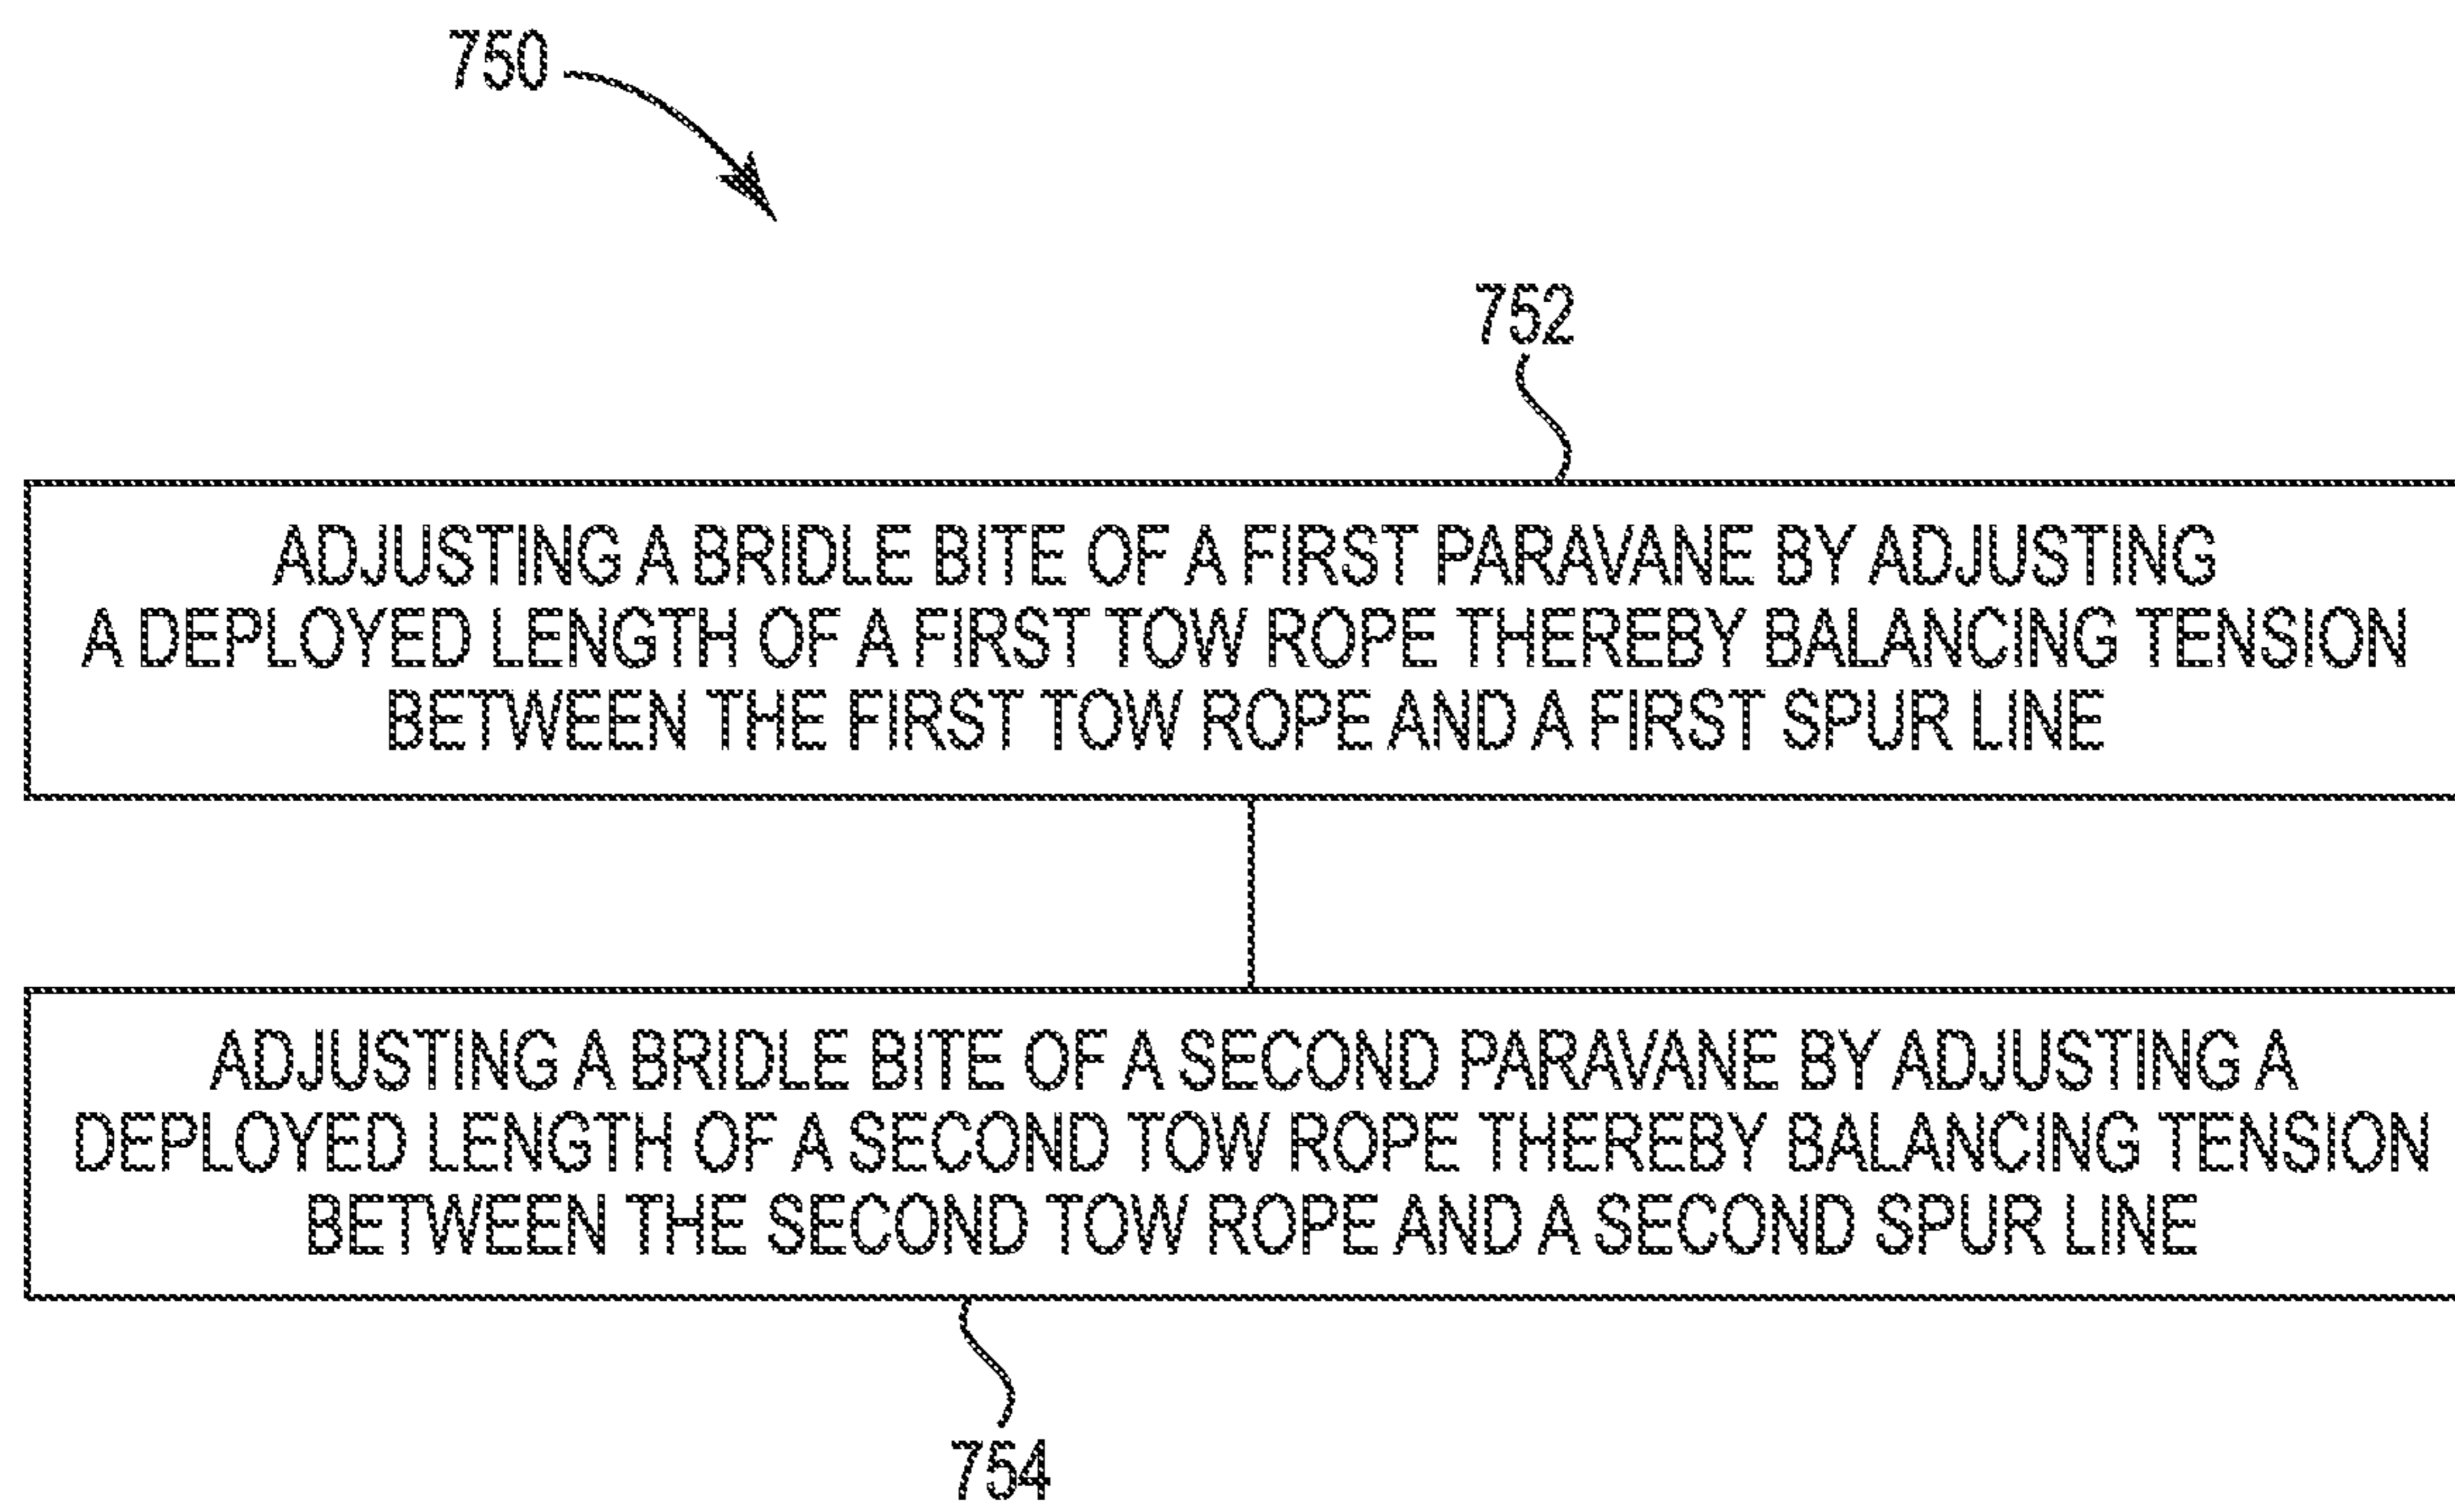 750
752
ADJUSTING A BRIDLE BITE OF A FIRST PARAVANE BY ADJUSTING
A DEPLOYED LENGTH OF A FIRST TOW ROPE THEREBY BALANCING TENSION
BETWEEN THE FIRST TOW ROPE AND A FIRST SPUR LINE
ADJUSTING A BRIDLE BITE OF A SECOND PARAVANE BY ADJUSTING A
DEPLOYED LENGTH OF A SECOND TOW ROPE THEREBY BALANCING TENSION
BETWEEN THE SECOND TOW ROPE AND A SECOND SPUR LINE
754